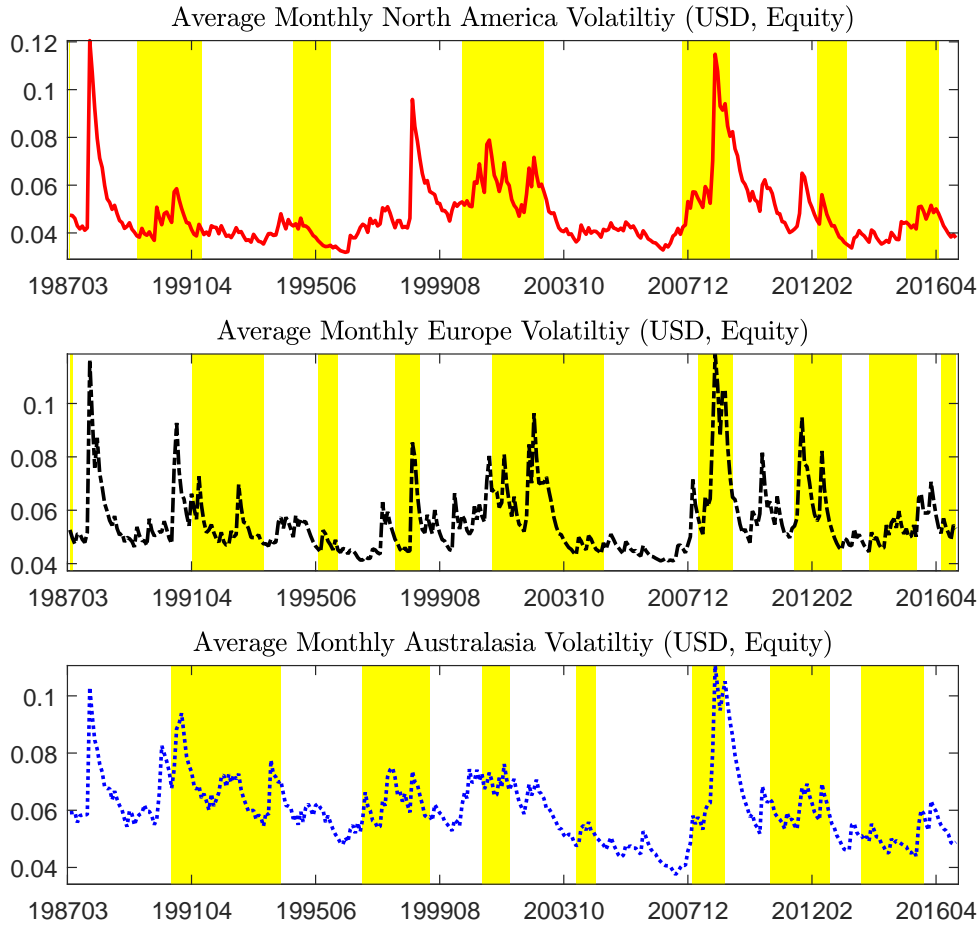 Average Monthly North America Volatiltiy (USD, Equity)
0.12
0.1
0.08
0.06
0.04
198703 199104 199506 199908 200310 200712 201202 201604
Average Monthly Europe Volatiltiy (USD, Equity)
0.1
0.08
0.06
0.04
198703 199104 199506 199908 200310 200712 201202 201604
Average Monthly Australasia Volatiltiy (USD, Equity)
0.1
0.08
0.06
0.04
198703 199104 199506 199908 200310 200712 201202 201604